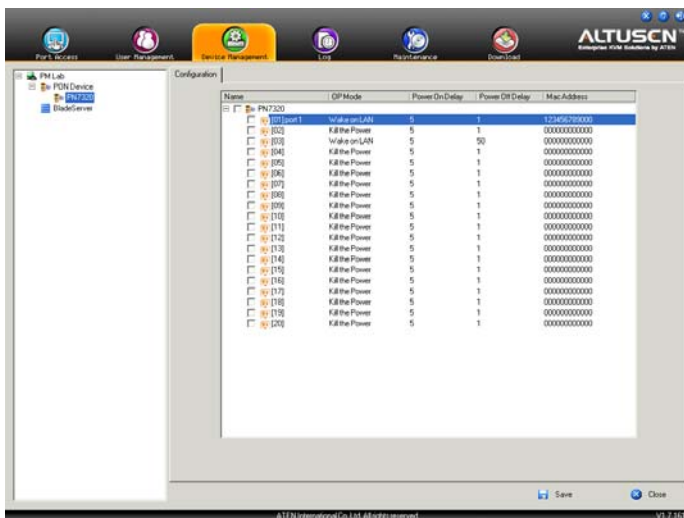 Port Access
User Management
Device Management
Log
Maintenance
Download
ALTUSCN
Enterprise KVM Solutions by ATEN
PM Lab
PON Device
PN7320
BladeServer
Configuration
Name OP Mode Power On Delay Power Off Delay Mac Address
PN7320
[01]port 1 Wake on LAN 5 1 123456789000
[02] Kill the Power 5 1 000000000000
[03] Wake on LAN 5 50 000000000000
[04] Kill the Power 5 1 000000000000
[05] Kill the Power 5 1 000000000000
[06] Kill the Power 5 1 000000000000
[07] Kill the Power 5 1 000000000000
[08] Kill the Power 5 1 000000000000
[09] Kill the Power 5 1 000000000000
[10] Kill the Power 5 1 000000000000
[11] Kill the Power 5 1 000000000000
[12] Kill the Power 5 1 000000000000
[13] Kill the Power 5 1 000000000000
[14] Kill the Power 5 1 000000000000
[15] Kill the Power 5 1 000000000000
[16] Kill the Power 5 1 000000000000
[17] Kill the Power 5 1 000000000000
[18] Kill the Power 5 1 000000000000
[19] Kill the Power 5 1 000000000000
[20] Kill the Power 5 1 000000000000
Save
Close
ATEN International Co. Ltd. All rights reserved.
V1.7.161